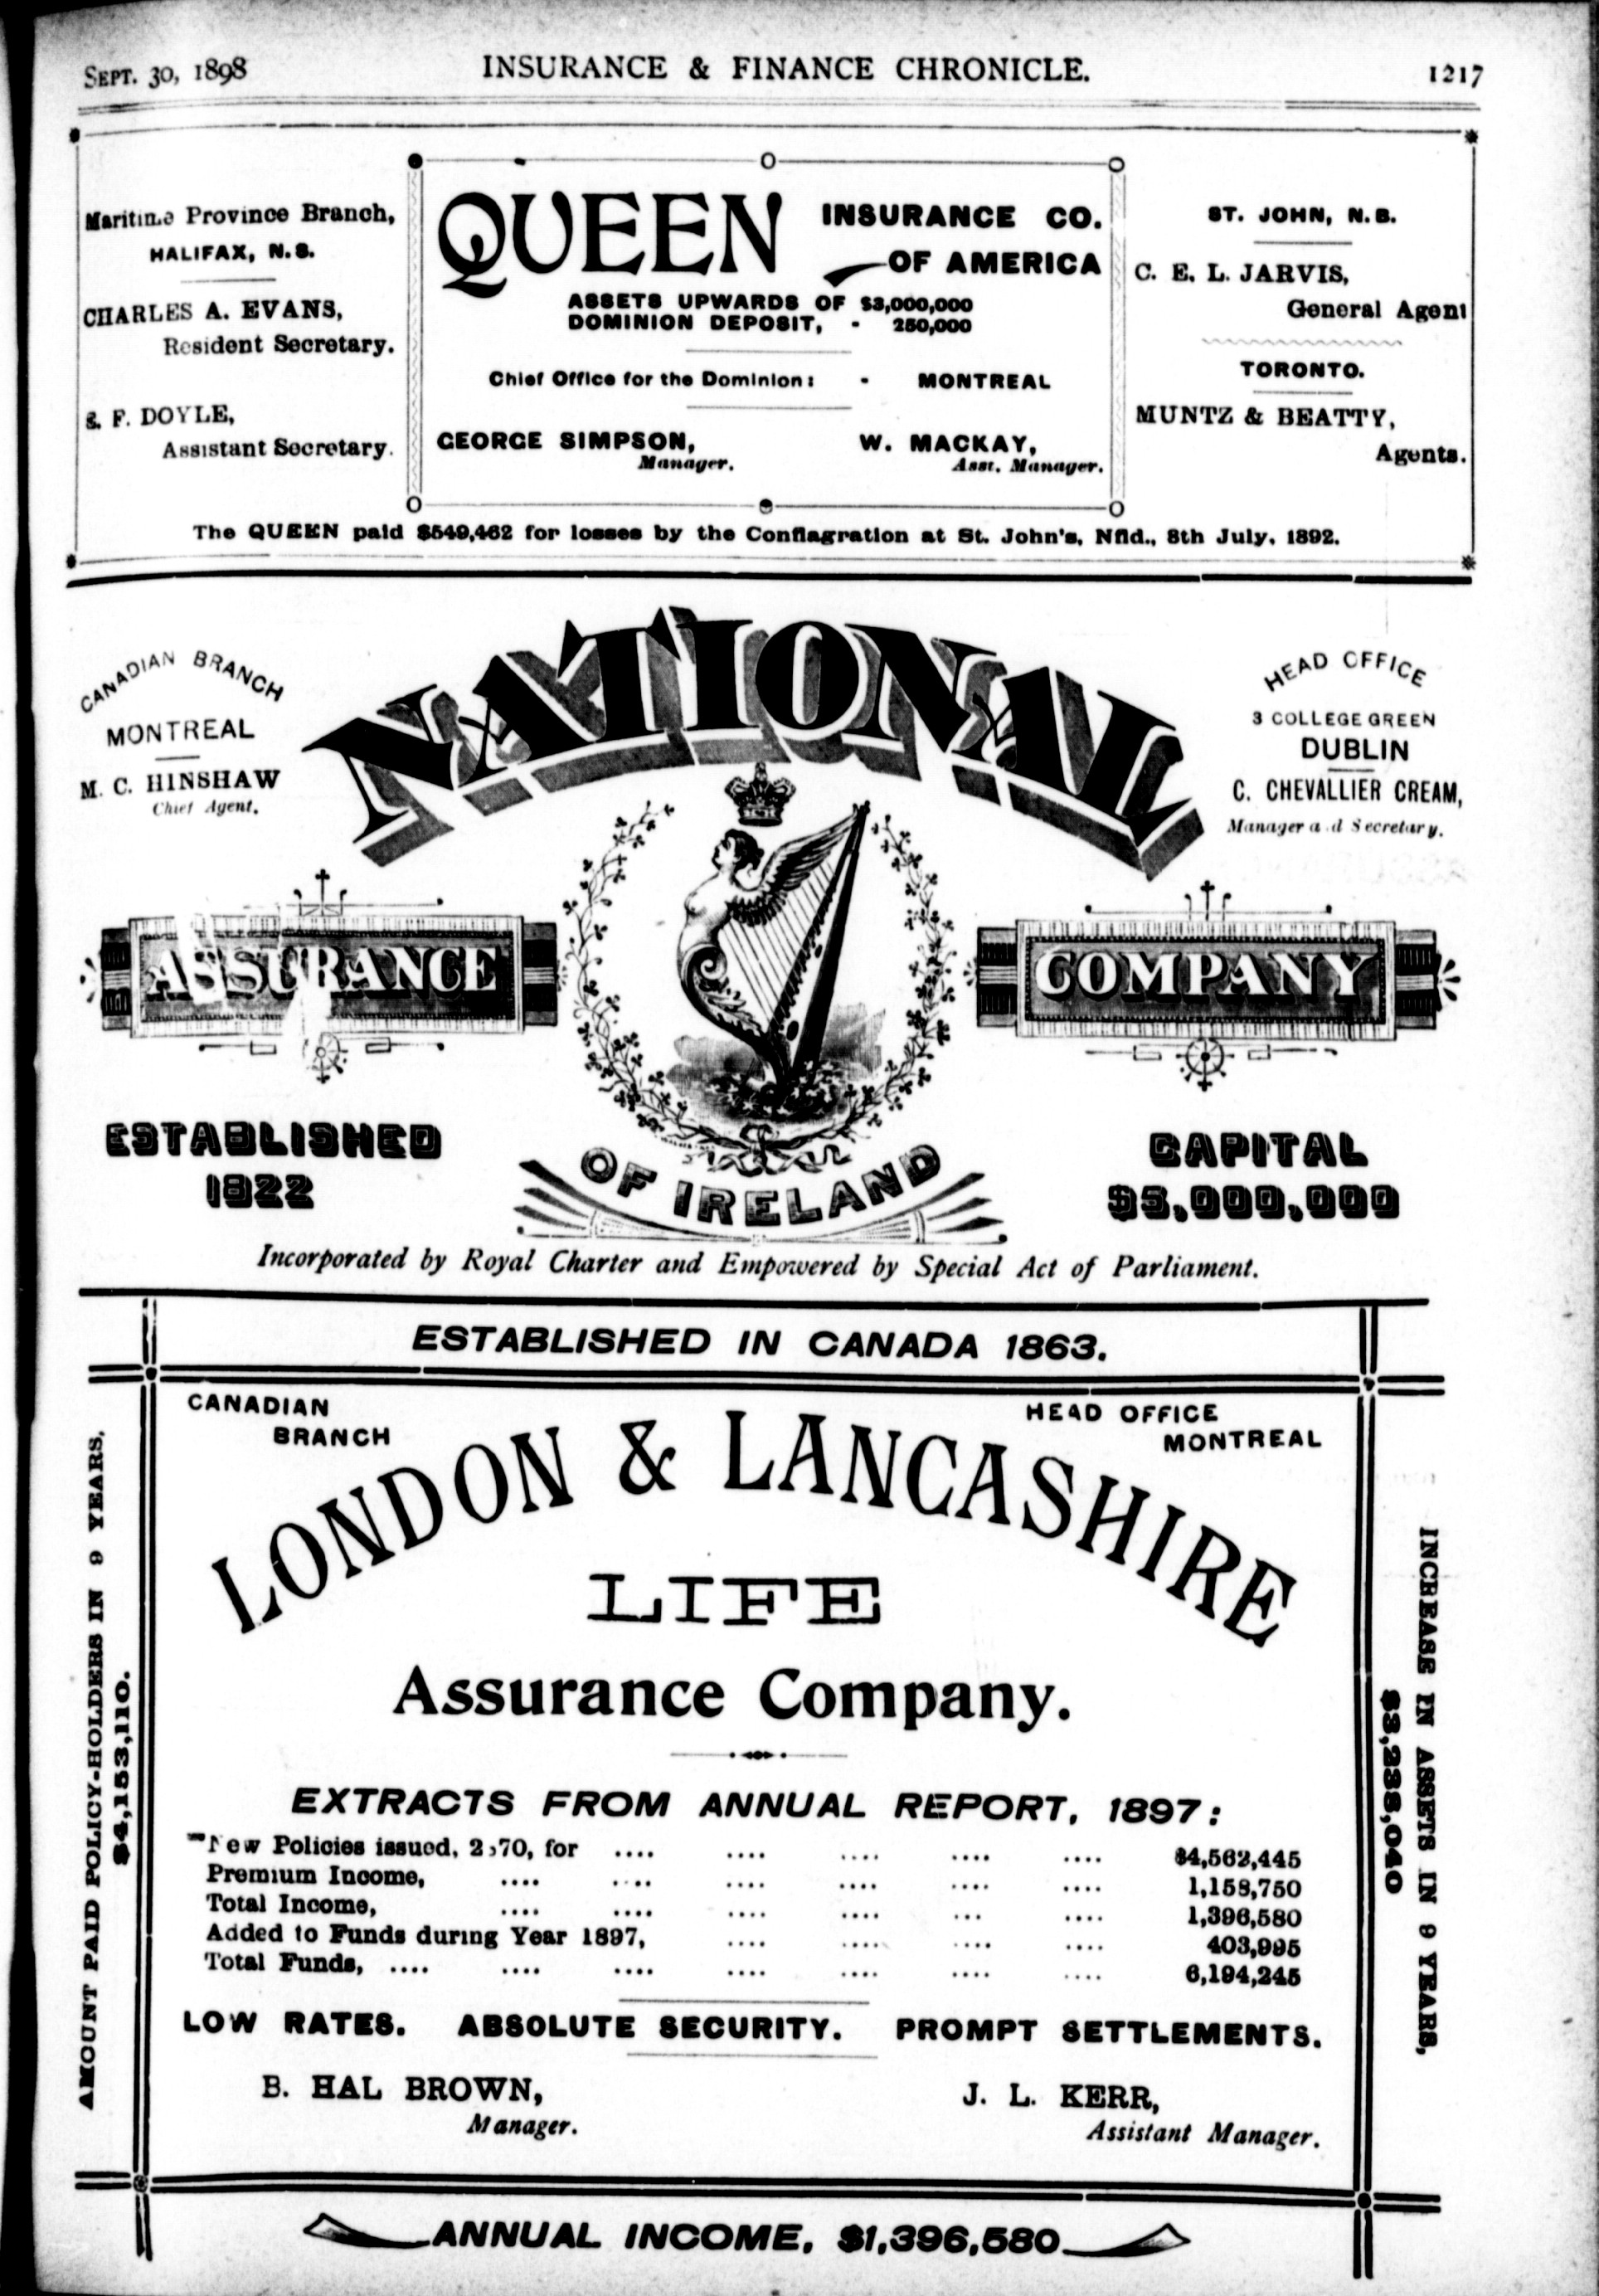 SEPT. 30, 1898 INSURANCE & FINANCE CHRONICLE. 1217
Maritime Province Branch,
HALIFAX, N.S.
CHARLES A. EVANS,
Resident Secretary.
S. F. DOYLE,
Assistant Secretary.
QUEEN INSURANCE CO.
OF AMERICA
ASSETS UPWARDS OF $3,000,000
DOMINION DEPOSIT, - 250,000
Chief Office for the Dominion: - MONTREAL
GEORGE SIMPSON,
Manager.
W. MACKAY,
Asst. Manager.
ST. JOHN, N.B.
C. E. L. JARVIS,
General Agent
TORONTO.
MUNTZ & BEATTY,
Agents.
The QUEEN paid $549,462 for losses by the Conflagration at St. John's, Nfld., 8th July, 1892.
CANADIAN BRANCH
MONTREAL
M. C. HINSHAW
Chief Agent.
NATIONAL
HEAD OFFICE
3 COLLEGE GREEN
DUBLIN
C. CHEVALLIER CREAM,
Manager and Secretary.
ASSURANCE
COMPANY
ESTABLISHED
1822
OF IRELAND
CAPITAL
$5,000,000
Incorporated by Royal Charter and Empowered by Special Act of Parliament.
ESTABLISHED IN CANADA 1863.
CANADIAN
BRANCH
HEAD OFFICE
MONTREAL
LONDON & LANCASHIRE
LIFE
Assurance Company.
EXTRACTS FROM ANNUAL REPORT, 1897:
New Policies issued, for .... .... .... .... .... $4,562,445
Premium Income, .... .... .... .... .... .... 1,158,750
Total Income, .... .... .... .... ... .... 1,396,580
Added to Funds during Year 1897, .... .... .... .... 403,995
Total Funds, .... .... .... .... .... .... .... 6,194,245
LOW RATES. ABSOLUTE SECURITY. PROMPT SETTLEMENTS.
B. HAL BROWN,
Manager.
J. L. KERR,
Assistant Manager.
AMOUNT PAID POLICY-HOLDERS IN 9 YEARS,
$4,153,110.
INCREASE IN ASSETS IN 9 YEARS,
$3,238,040
ANNUAL INCOME, $1,396,580